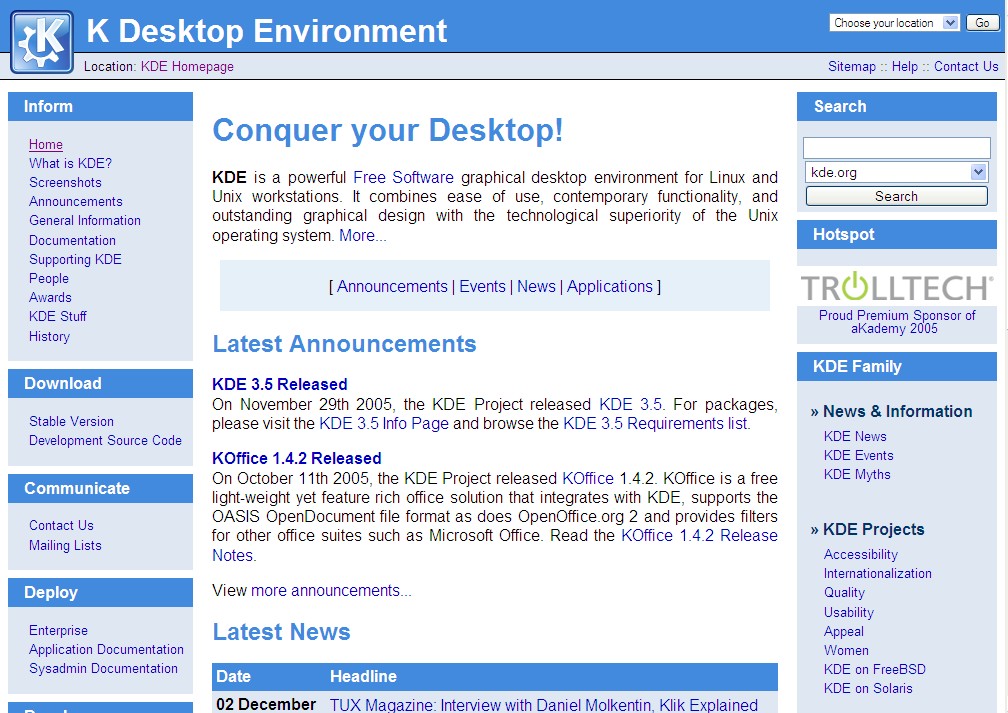 K Desktop Environment
Choose your location
Go
Location: KDE Homepage
Sitemap :: Help :: Contact Us
Inform
Home
What is KDE?
Screenshots
Announcements
General Information
Documentation
Supporting KDE
People
Awards
KDE Stuff
History
Download
Stable Version
Development Source Code
Communicate
Contact Us
Mailing Lists
Deploy
Enterprise
Application Documentation
Sysadmin Documentation
Conquer your Desktop!
KDE is a powerful Free Software graphical desktop environment for Linux and
Unix workstations. It combines ease of use, contemporary functionality, and
outstanding graphical design with the technological superiority of the Unix
operating system. More...
[ Announcements | Events | News | Applications ]
Latest Announcements
KDE 3.5 Released
On November 29th 2005, the KDE Project released KDE 3.5. For packages,
please visit the KDE 3.5 Info Page and browse the KDE 3.5 Requirements list.
KOffice 1.4.2 Released
On October 11th 2005, the KDE Project released KOffice 1.4.2. KOffice is a free
light-weight yet feature rich office solution that integrates with KDE, supports the
OASIS OpenDocument file format as does OpenOffice.org 2 and provides filters
for other office suites such as Microsoft Office. Read the KOffice 1.4.2 Release
Notes.
View more announcements...
Latest News
Date Headline
02 December TUX Magazine: Interview with Daniel Molkentin, Klik Explained
Search
kde.org
Search
Hotspot
TROLLTECH®
Proud Premium Sponsor of
aKademy 2005
KDE Family
» News & Information
KDE News
KDE Events
KDE Myths
» KDE Projects
Accessibility
Internationalization
Quality
Usability
Appeal
Women
KDE on FreeBSD
KDE on Solaris